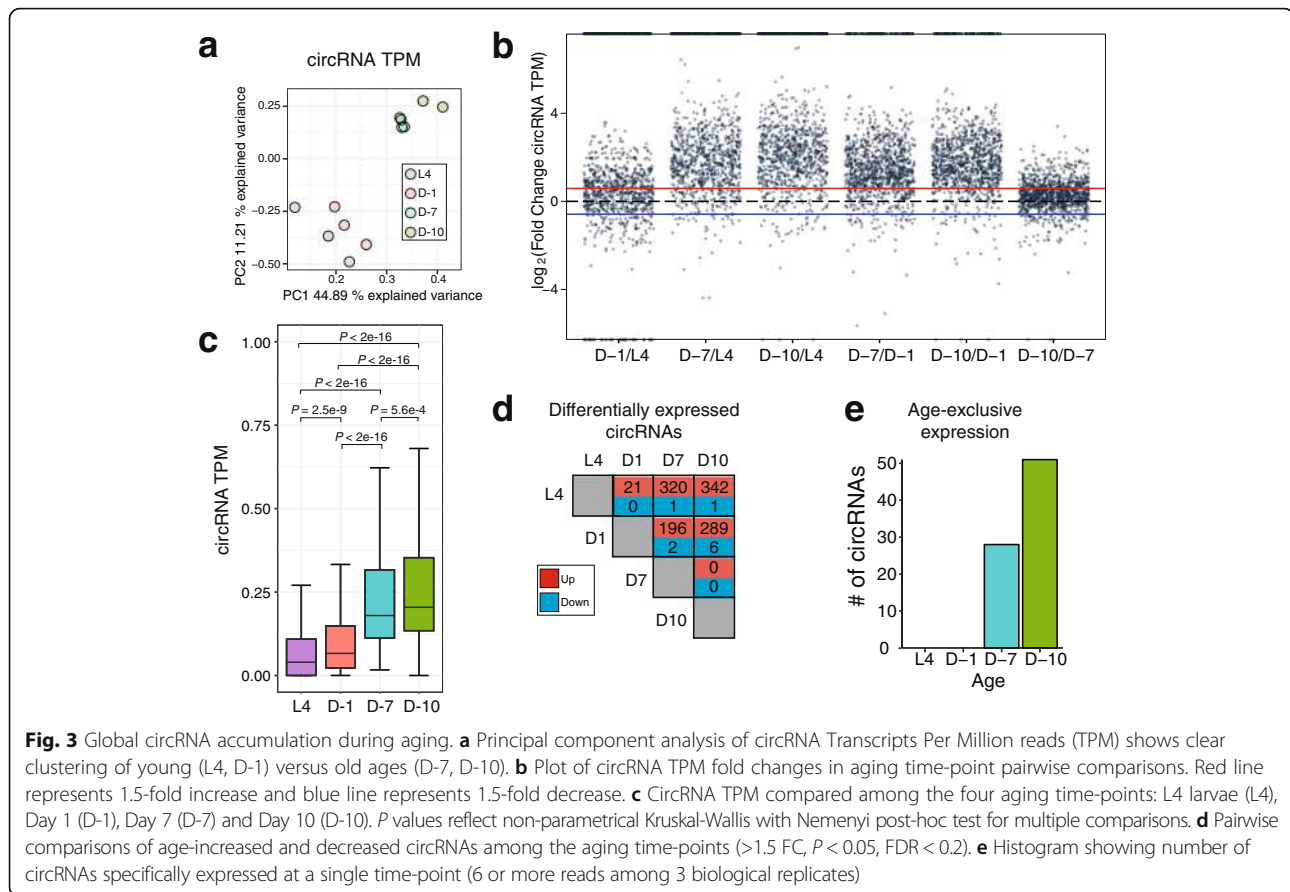 a
circRNA TPM
PC2 11.21 % explained variance
0.25
0.00
−0.25
−0.50
L4
D-1
D-7
D-10
0.2
0.3
0.4
PC1 44.89 % explained variance
b
log2(Fold Change circRNA TPM)
4
0
−4
D−1/L4
D−7/L4
D−10/L4
D−7/D−1
D−10/D−1
D−10/D−7
c
circRNA TPM
1.00
0.75
0.50
0.25
0.00
P < 2e-16
P < 2e-16
P < 2e-16
P = 2.5e-9
P = 5.6e-4
P < 2e-16
L4
D-1
D-7
D-10
d
Differentially expressed
circRNAs
L4 D1 D7 D10
L4 21 320 342
0 1 1
D1 196 289
2 6
D7 0
0
D10
Up
Down
e
Age-exclusive
expression
# of circRNAs
50
40
30
20
10
0
L4
D−1
D−7
D−10
Age
Fig. 3 Global circRNA accumulation during aging. a Principal component analysis of circRNA Transcripts Per Million reads (TPM) shows clear
clustering of young (L4, D-1) versus old ages (D-7, D-10). b Plot of circRNA TPM fold changes in aging time-point pairwise comparisons. Red line
represents 1.5-fold increase and blue line represents 1.5-fold decrease. c CircRNA TPM compared among the four aging time-points: L4 larvae (L4),
Day 1 (D-1), Day 7 (D-7) and Day 10 (D-10). P values reflect non-parametrical Kruskal-Wallis with Nemenyi post-hoc test for multiple comparisons. d Pairwise
comparisons of age-increased and decreased circRNAs among the aging time-points (>1.5 FC, P < 0.05, FDR < 0.2). e Histogram showing number of
circRNAs specifically expressed at a single time-point (6 or more reads among 3 biological replicates)